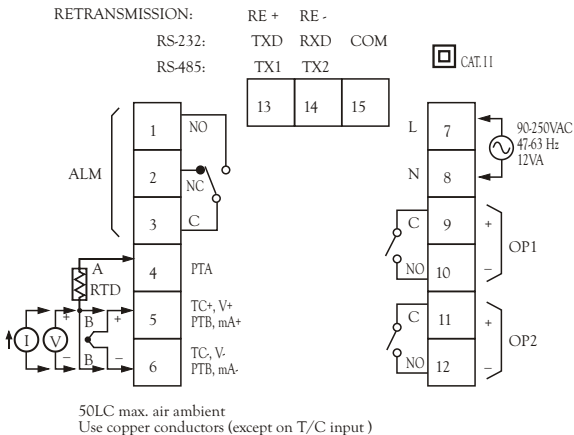 RETRANSMISSION: RE + RE -
RS-232: TXD RXD COM
RS-485: TX1 TX2
13 14 15
CAT.II
ALM
1 NO
2 NC
3 C
4 PTA
A
RTD
5 TC+, V+
PTB, mA+
6 TC-, V-
PTB, mA-
I V + B + B
− −
L 7
N 8
90-250VAC
47-63 Hz
12VA
C 9 +
NO 10 −
OP1
C 11 +
NO 12 −
OP2
50LC max. air ambient
Use copper conductors (except on T/C input )